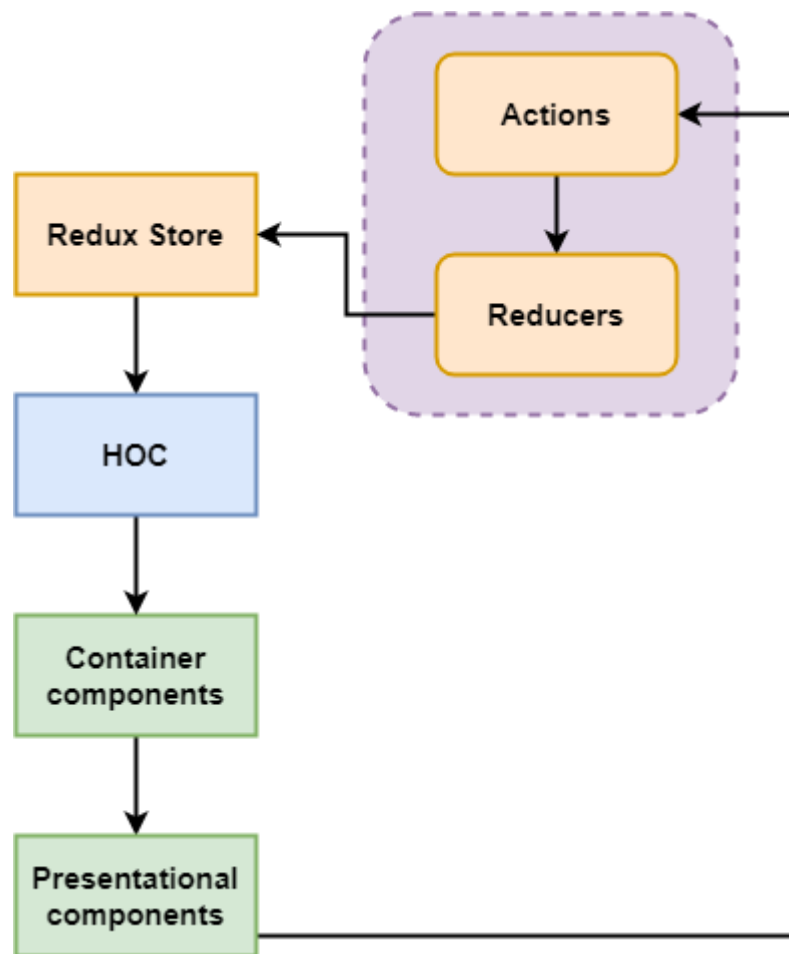 Actions
Redux Store
Reducers
HOC
Container
components
Presentational
components